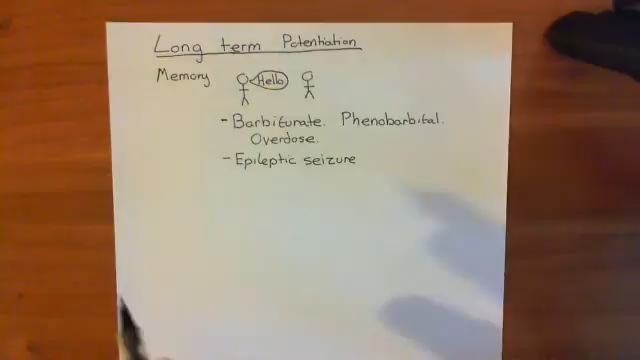 Long term Potentiation
Memory Hello
- Barbiturate. Phenobarbital.
Overdose.
- Epileptic seizure